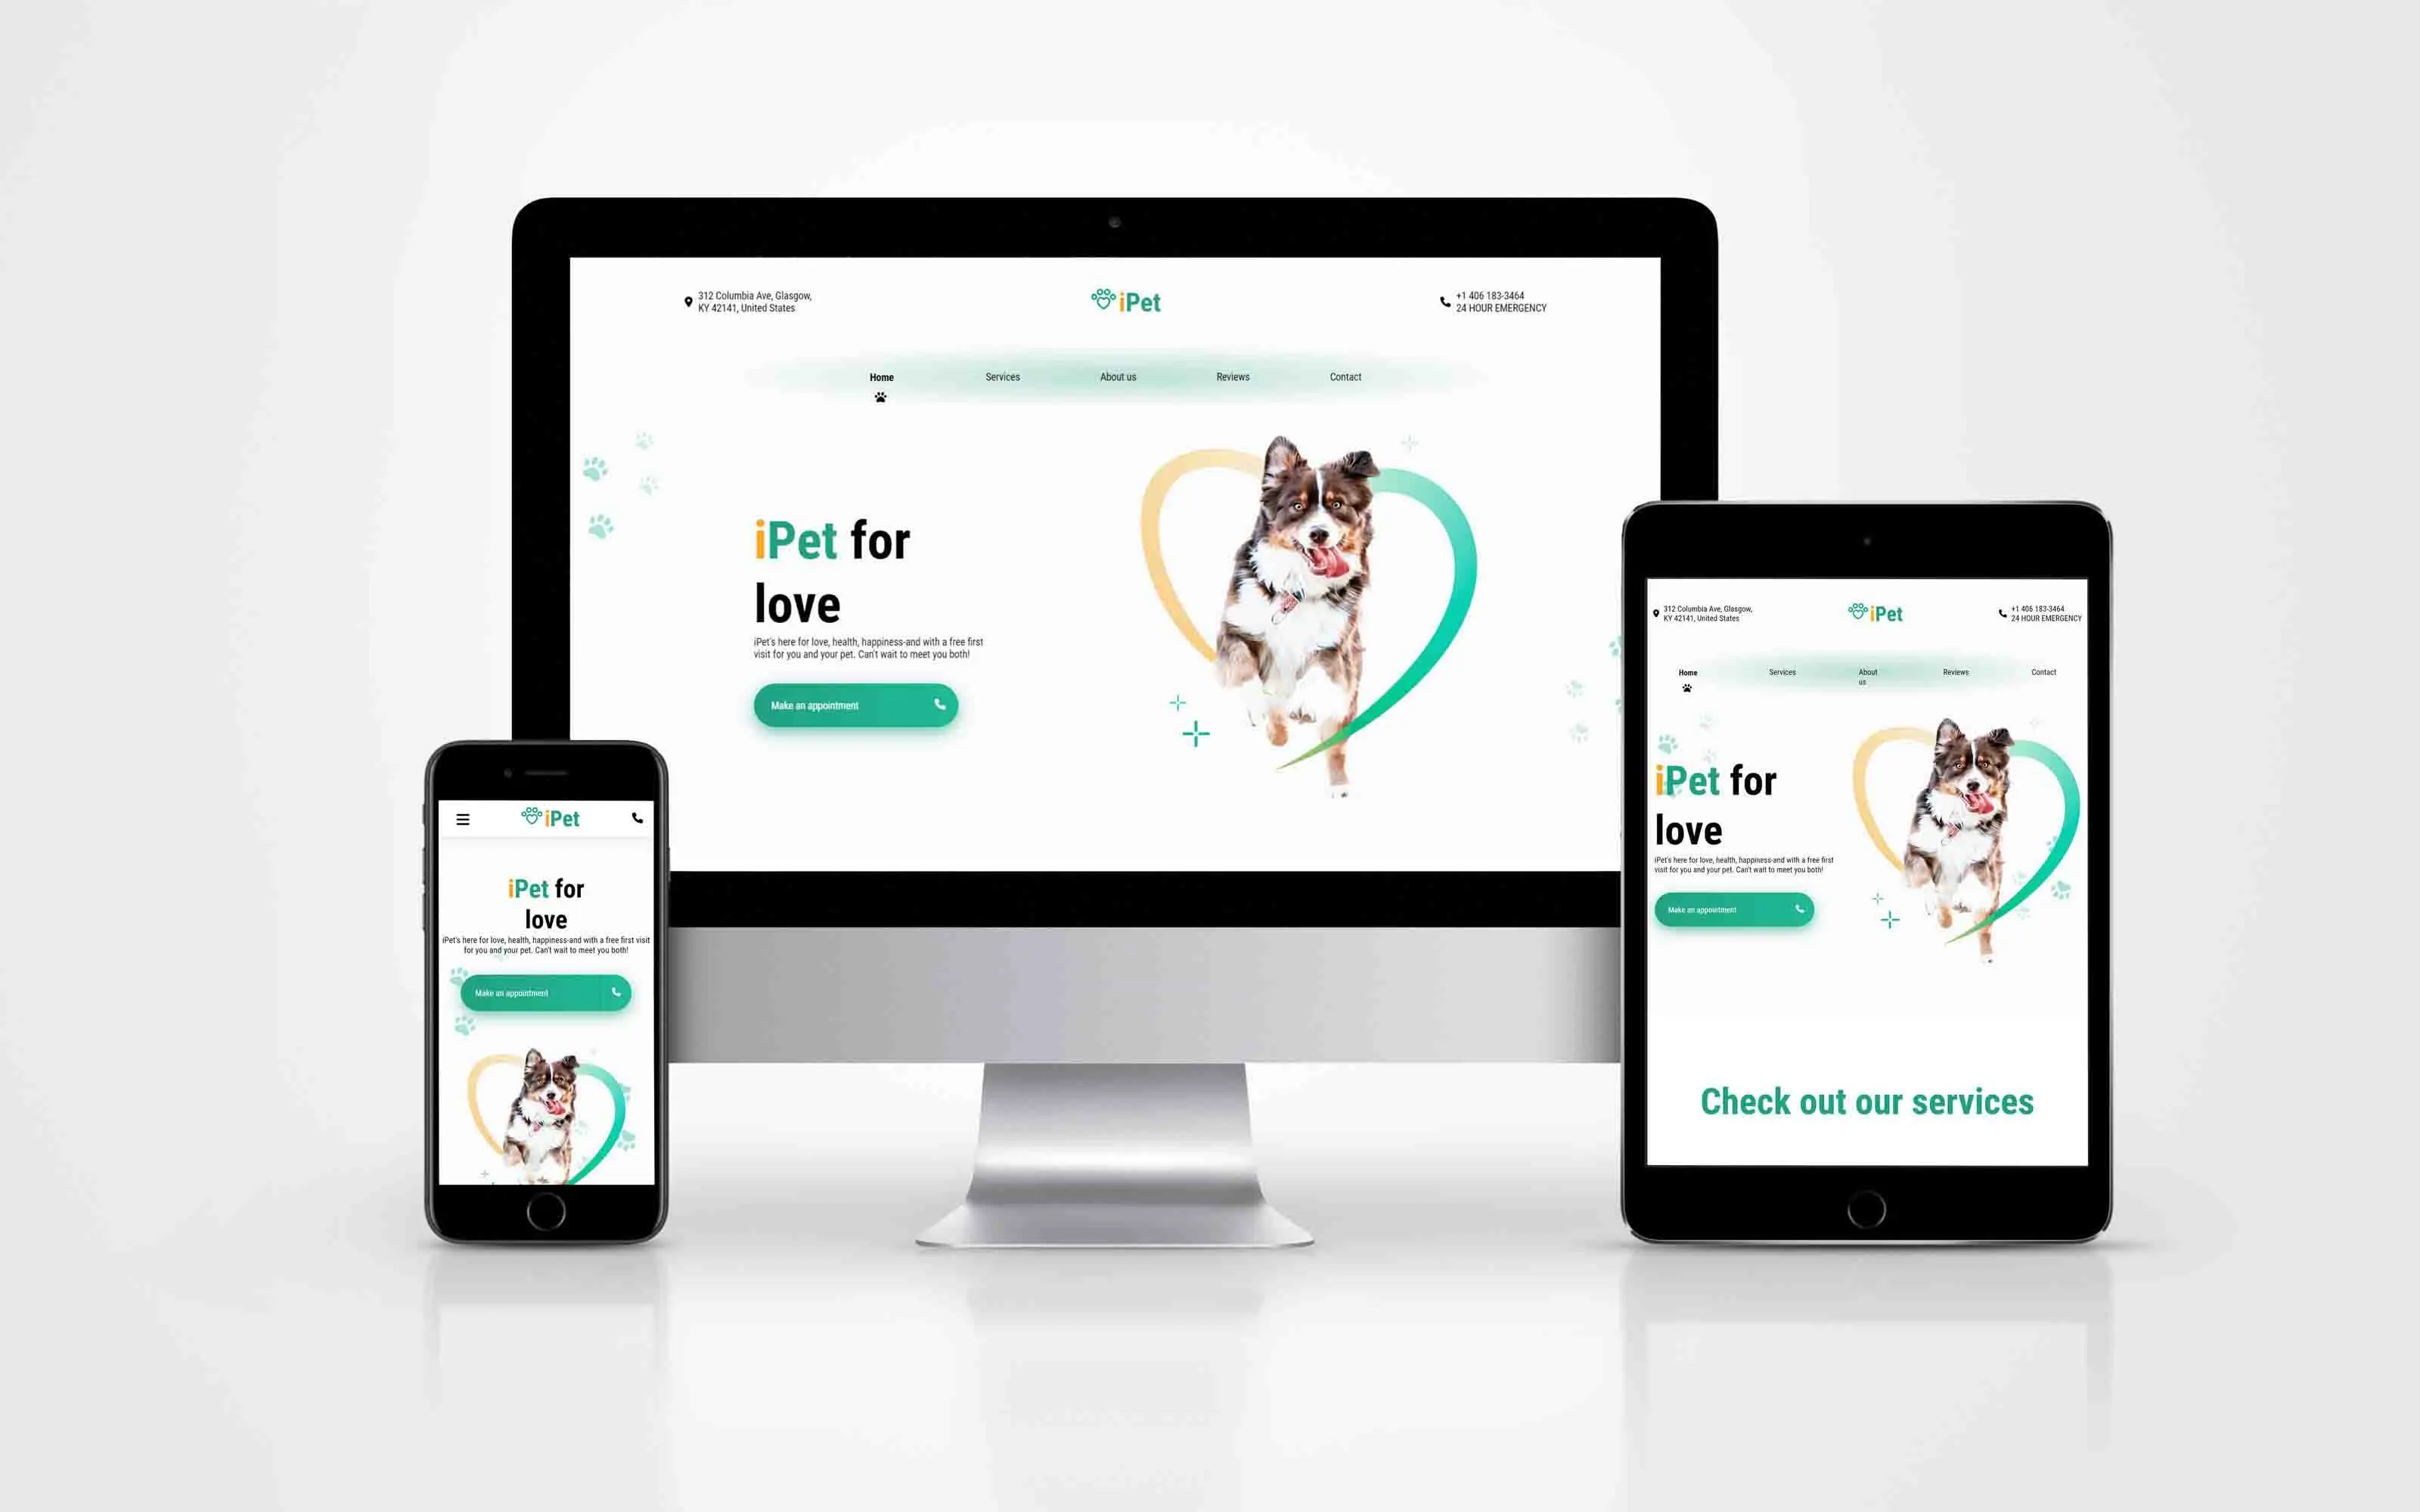 312 Columbia Ave, Glasgow,
KY 42141, United States
iPet
+1 406 183-3464
24 HOUR EMERGENCY
Home
Services
About us
Reviews
Contact
iPet for
love
iPet's here for love, health, happiness-and with a free first
visit for you and your pet. Can't wait to meet you both!
Make an appointment
iPet
iPet for
love
iPet's here for love, health, happiness-and with a free first visit
for you and your pet. Can't wait to meet you both!
Make an appointment
312 Columbia Ave, Glasgow,
KY 42141, United States
iPet
+1 406 183-3464
24 HOUR EMERGENCY
Home
Services
About
us
Reviews
Contact
iPet for
love
iPet's here for love, health, happiness-and with a free first
visit for you and your pet. Can't wait to meet you both!
Make an appointment
Check out our services